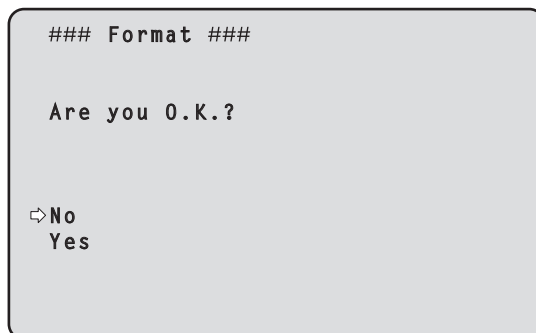 ### Format ###
Are you O.K.?
⇨No
Yes